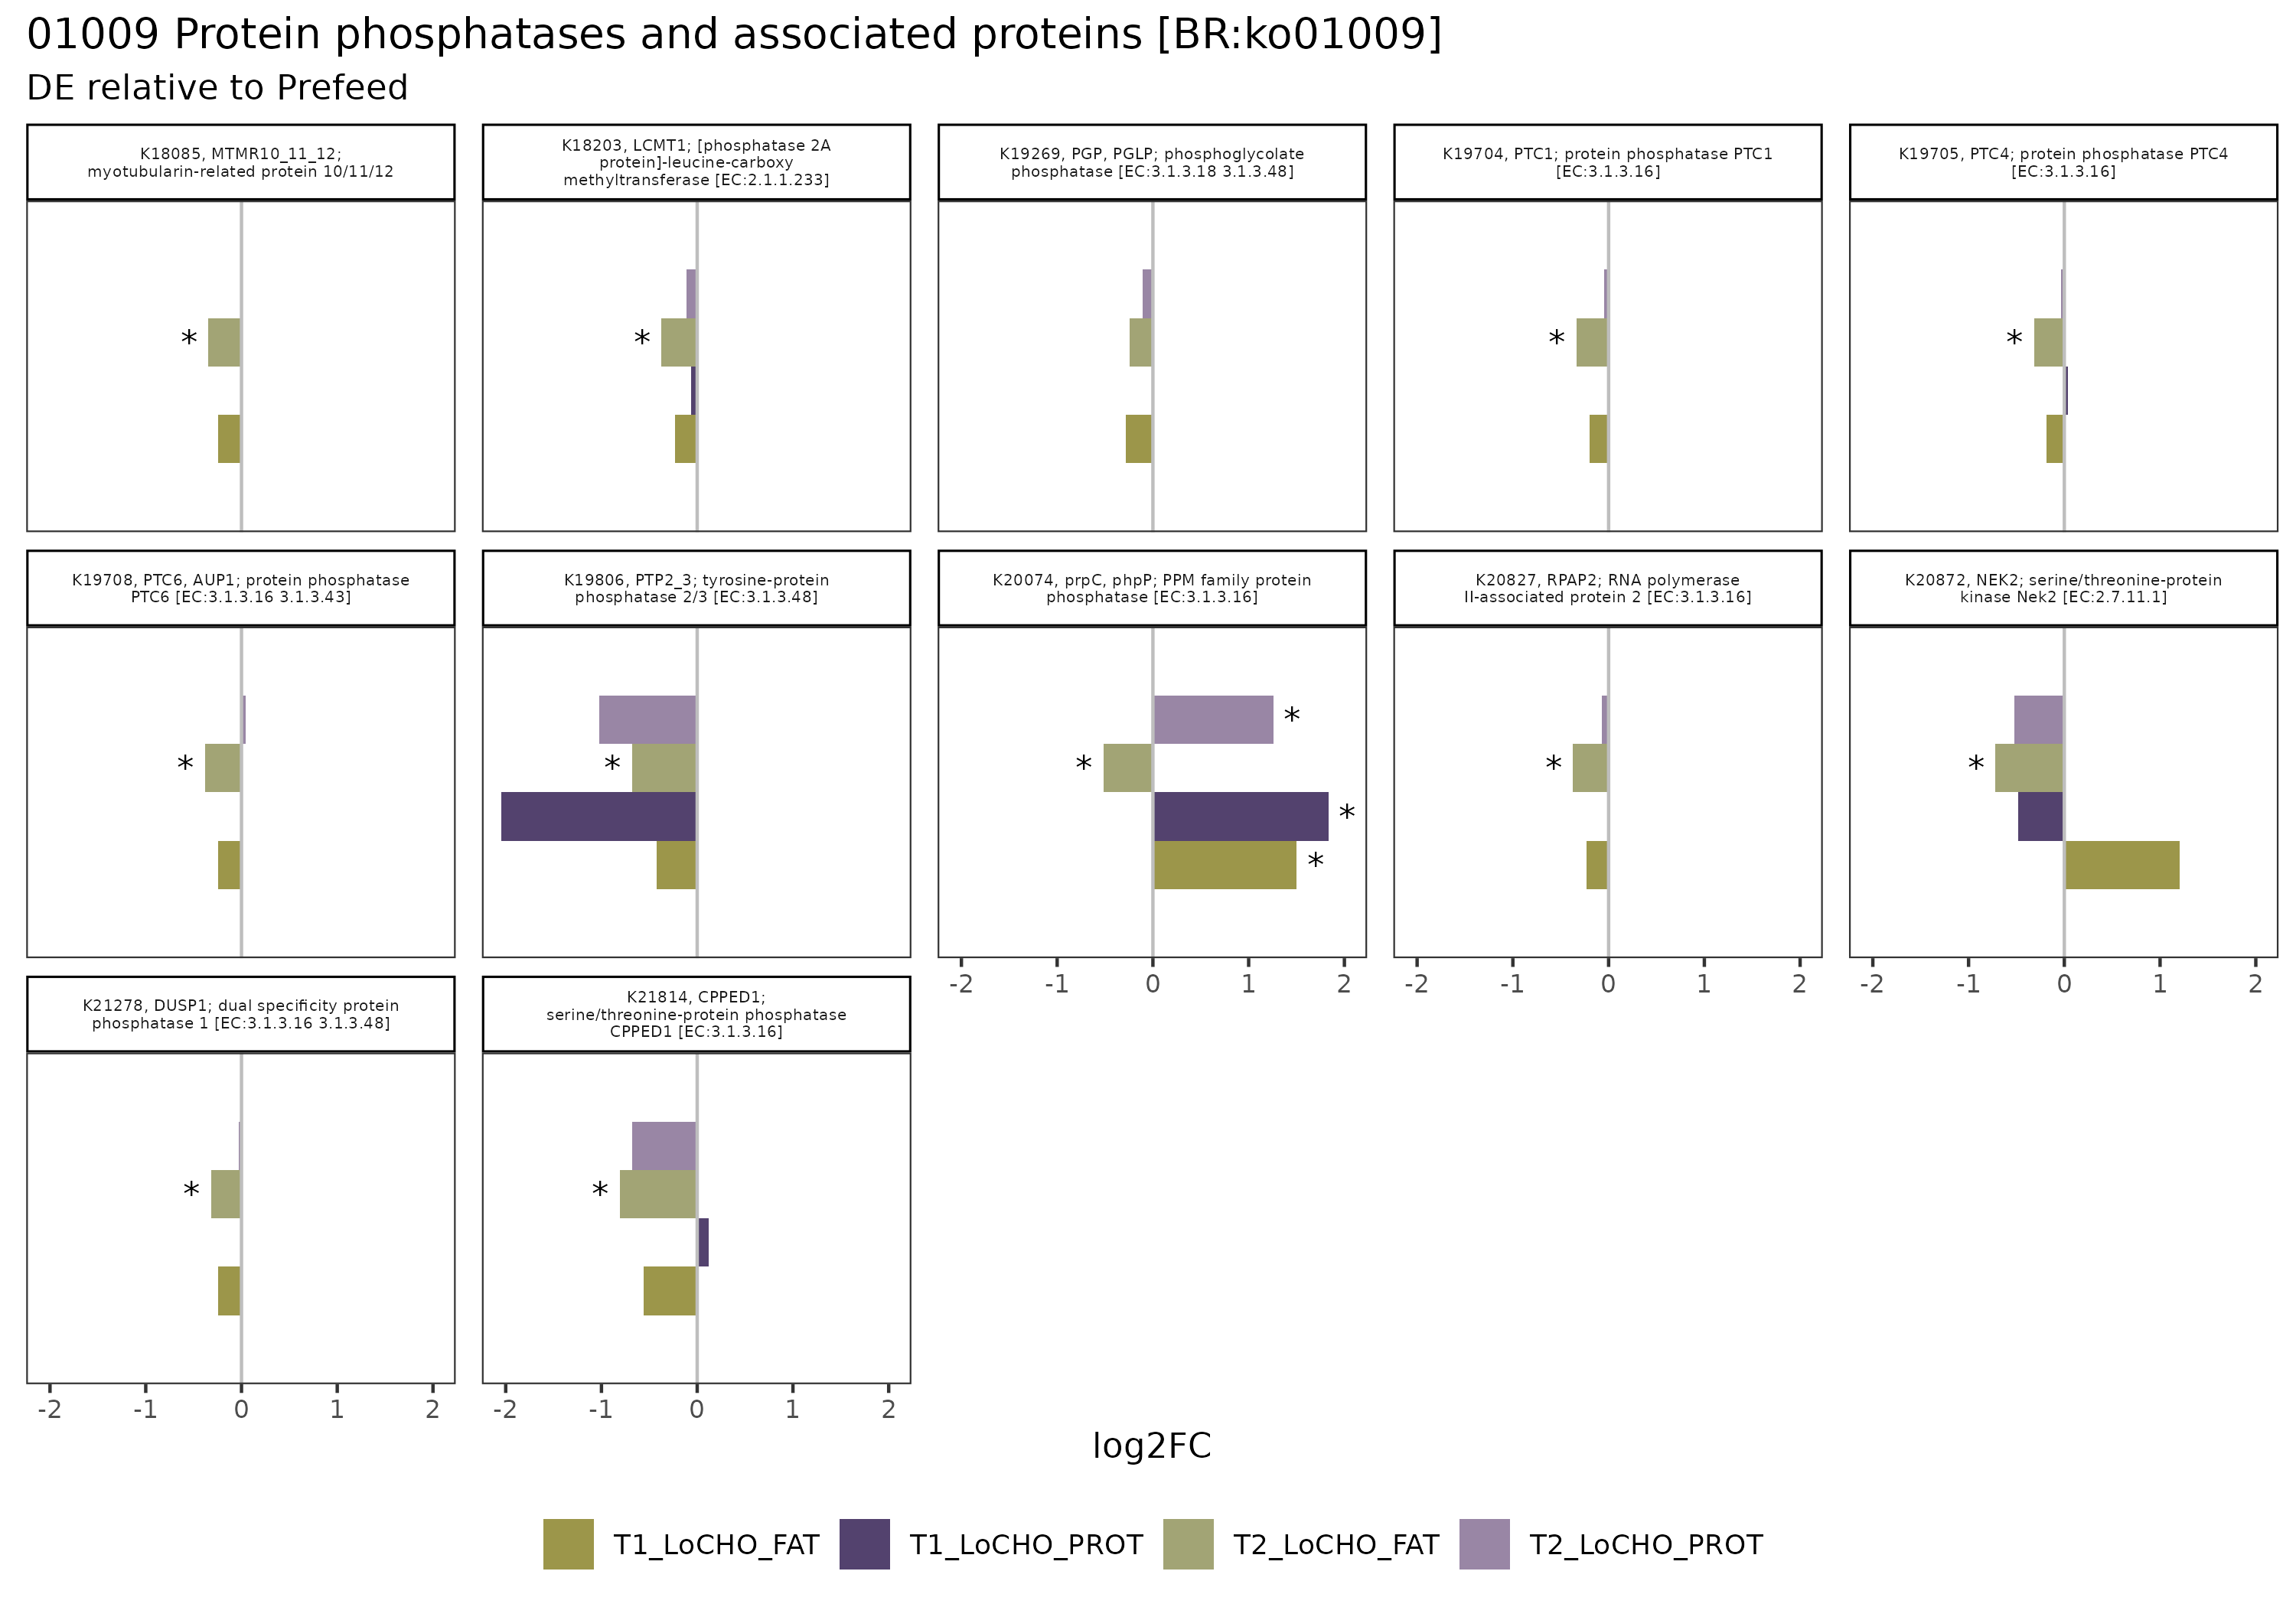 01009 Protein phosphatases and associated proteins [BR:ko01009]
DE relative to Prefeed
K18085, MTMR10_11_12;
myotubularin-related protein 10/11/12
K18203, LCMT1; [phosphatase 2A
protein]-leucine-carboxy
methyltransferase [EC:2.1.1.233]
K19269, PGP, PGLP; phosphoglycolate
phosphatase [EC:3.1.3.18 3.1.3.48]
K19704, PTC1; protein phosphatase PTC1
[EC:3.1.3.16]
K19705, PTC4; protein phosphatase PTC4
[EC:3.1.3.16]
*
*
*
*
K19708, PTC6, AUP1; protein phosphatase
PTC6 [EC:3.1.3.16 3.1.3.43]
K19806, PTP2_3; tyrosine-protein
phosphatase 2/3 [EC:3.1.3.48]
K20074, prpC, phpP; PPM family protein
phosphatase [EC:3.1.3.16]
K20827, RPAP2; RNA polymerase
II-associated protein 2 [EC:3.1.3.16]
K20872, NEK2; serine/threonine-protein
kinase Nek2 [EC:2.7.11.1]
*
*
*
*
*
*
*
*
-2 -1 0 1 2
-2 -1 0 1 2
-2 -1 0 1 2
K21278, DUSP1; dual specificity protein
phosphatase 1 [EC:3.1.3.16 3.1.3.48]
K21814, CPPED1;
serine/threonine-protein phosphatase
CPPED1 [EC:3.1.3.16]
*
*
-2 -1 0 1 2
-2 -1 0 1 2
log2FC
T1_LoCHO_FAT T1_LoCHO_PROT T2_LoCHO_FAT T2_LoCHO_PROT